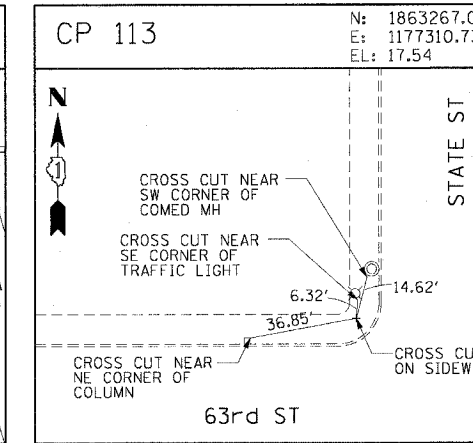 CP 113
N: 1863267.0
E: 1177310.73
EL: 17.54
N
1
STATE ST
CROSS CUT NEAR
SW CORNER OF
COMED MH
CROSS CUT NEAR
SE CORNER OF
TRAFFIC LIGHT
6.32'
14.62'
36.85'
CROSS CUT NEAR
NE CORNER OF
COLUMN
CROSS CU
ON SIDEW
63rd ST